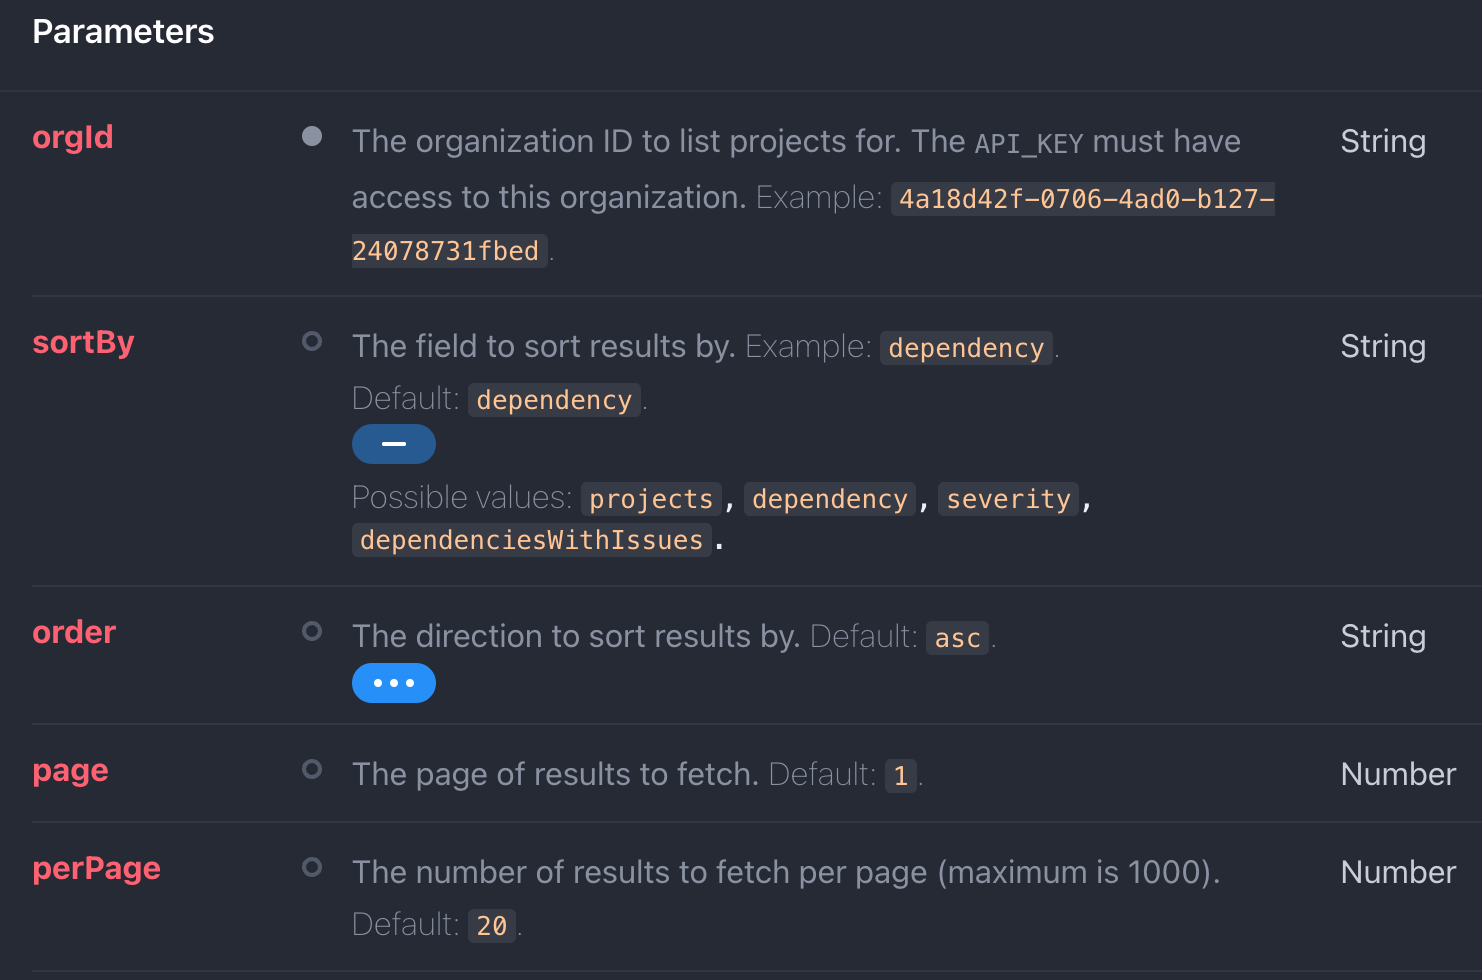 Parameters
orgId
The organization ID to list projects for. The API_KEY must have
String
access to this organization. Example: 4a18d42f-0706-4ad0-b127-
24078731fbed.
sortBy
The field to sort results by. Example: dependency.
String
Default: dependency.
Possible values: projects, dependency, severity,
dependenciesWithIssues.
order
The direction to sort results by. Default: asc.
String
page
The page of results to fetch. Default: 1.
Number
perPage
The number of results to fetch per page (maximum is 1000).
Number
Default: 20.